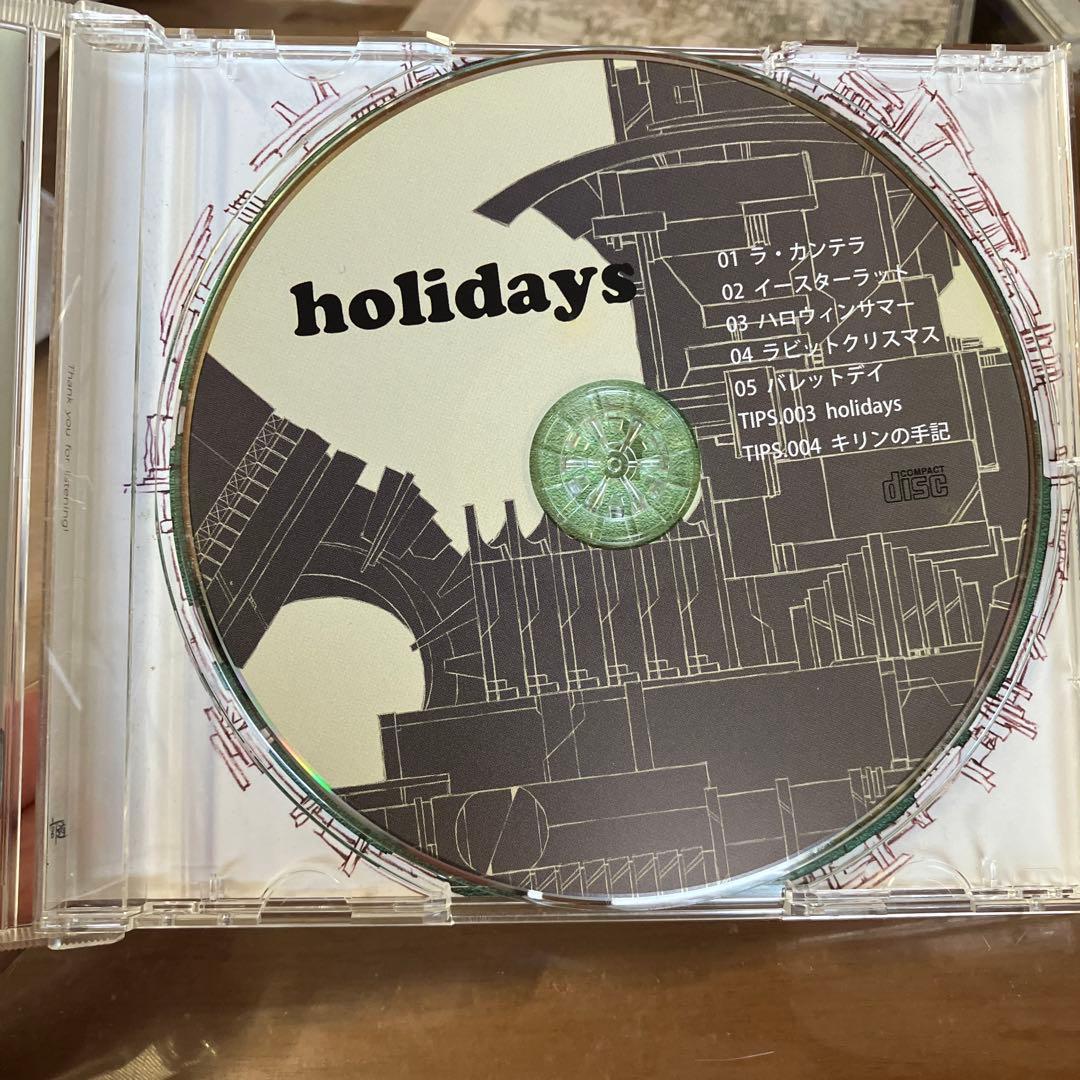 holidays
01 ラ・カンテラ
02 イースターラット
03 ハロウィンサマー
04 ラビットクリスマス
05 バレットデイ
TIPS.003 holidays
TIPS.004 キリンの手記
COMPACT
disc
Thank you for listening!